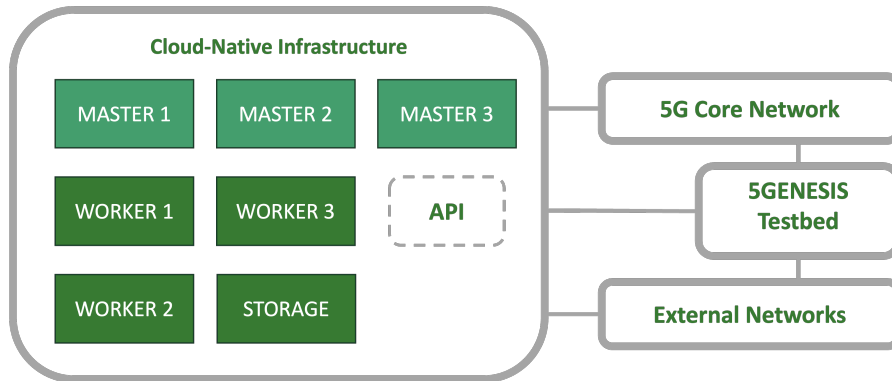 Cloud-Native Infrastructure
MASTER 1
MASTER 2
MASTER 3
WORKER 1
WORKER 3
API
WORKER 2
STORAGE
5G Core Network
5GENESIS
Testbed
External Networks